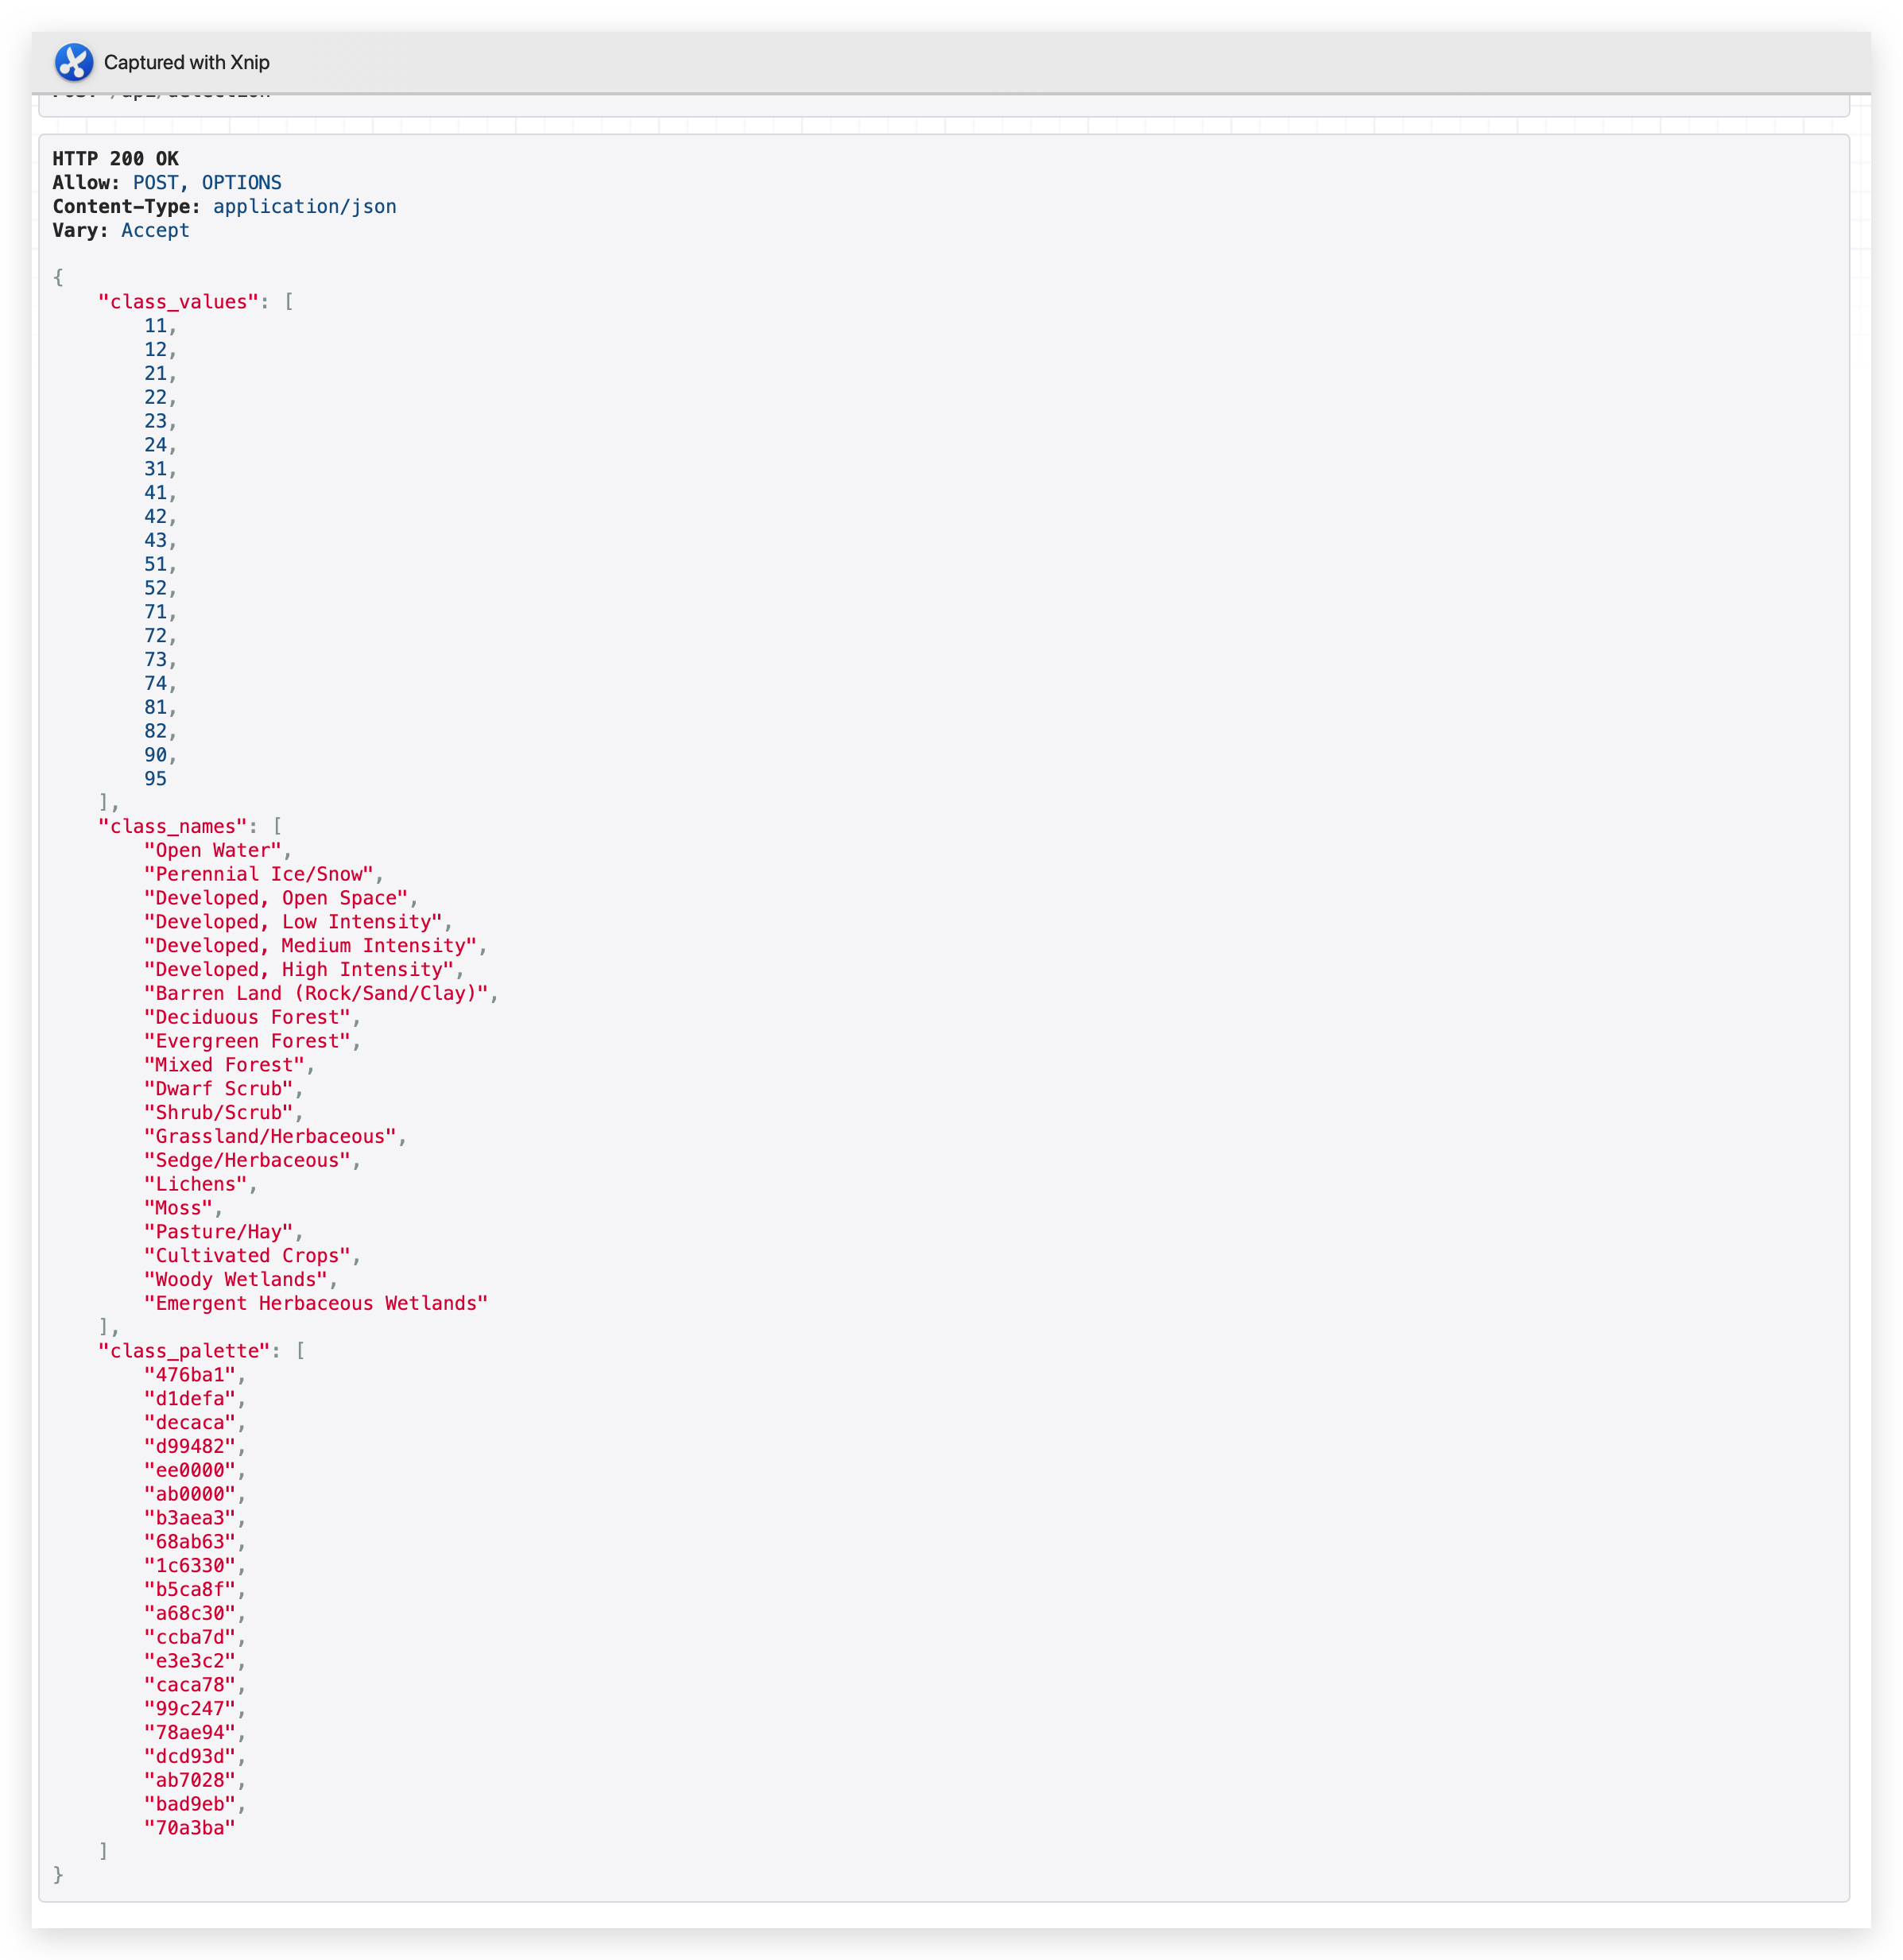 Captured with Xnip
HTTP 200 OK
Allow: POST, OPTIONS
Content-Type: application/json
Vary: Accept
{
"class_values": [
11,
12,
21,
22,
23,
24,
31,
41,
42,
43,
51,
52,
71,
72,
73,
74,
81,
82,
90,
95
],
"class_names": [
"Open Water",
"Perennial Ice/Snow",
"Developed, Open Space",
"Developed, Low Intensity",
"Developed, Medium Intensity",
"Developed, High Intensity",
"Barren Land (Rock/Sand/Clay)",
"Deciduous Forest",
"Evergreen Forest",
"Mixed Forest",
"Dwarf Scrub",
"Shrub/Scrub",
"Grassland/Herbaceous",
"Sedge/Herbaceous",
"Lichens",
"Moss",
"Pasture/Hay",
"Cultivated Crops",
"Woody Wetlands",
"Emergent Herbaceous Wetlands"
],
"class_palette": [
"476ba1",
"d1defa",
"decaca",
"d99482",
"ee0000",
"ab0000",
"b3aea3",
"68ab63",
"1c6330",
"b5ca8f",
"a68c30",
"ccba7d",
"e3e3c2",
"caca78",
"99c247",
"78ae94",
"dcd93d",
"ab7028",
"bad9eb",
"70a3ba"
]
}